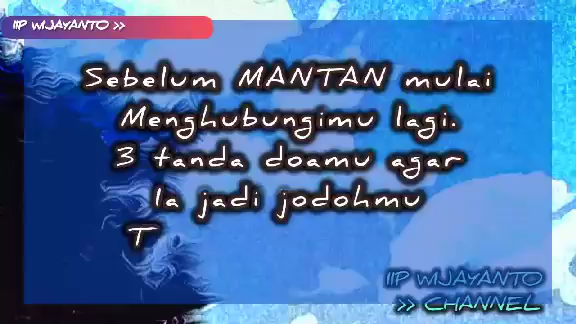 IIP WIJAYANTO >>
Sebelum MANTAN mulai
Menghubungimu lagi.
3 tanda doamu agar
Ia jadi jodohmu
T
IIP WIJAYANTO
>> CHANNEL